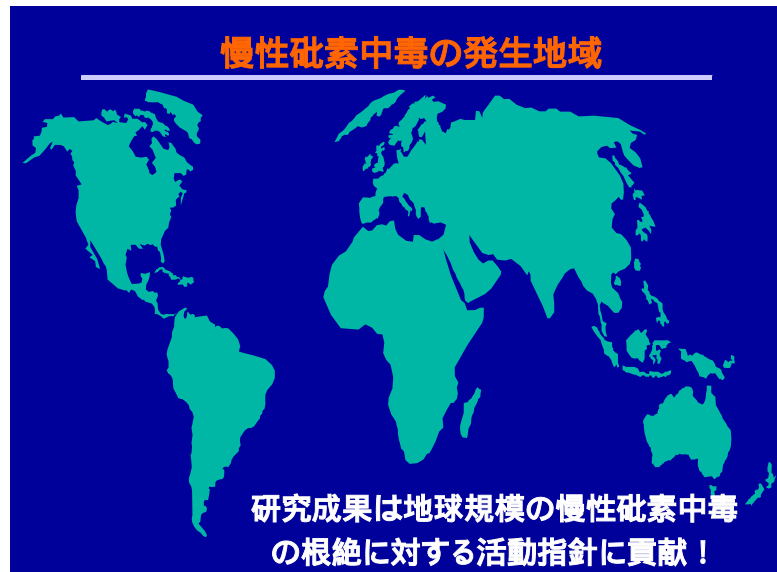 慢性砒素中毒の発生地域
研究成果は地球規模の慢性砒素中毒
の根絶に対する活動指針に貢献！